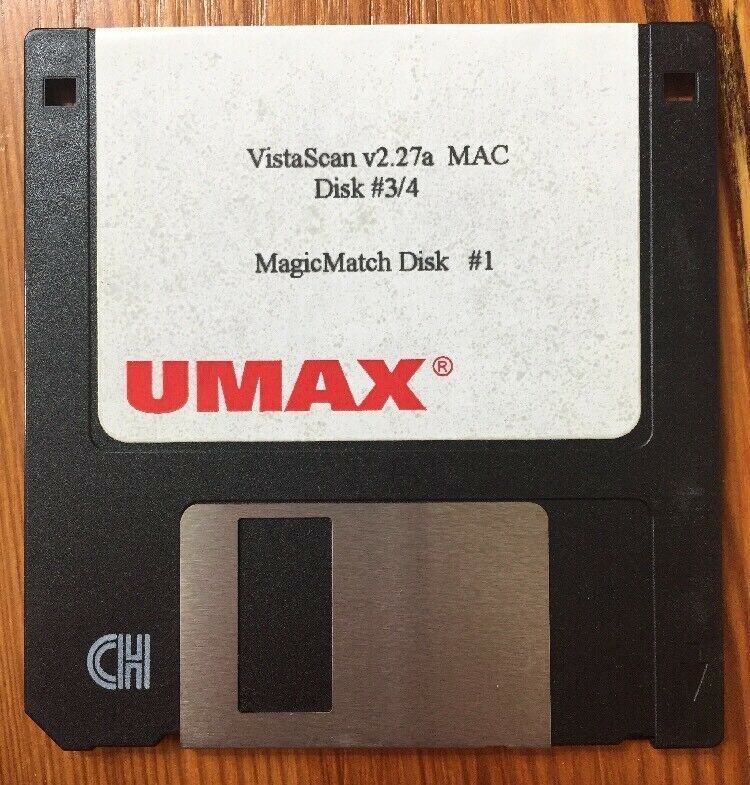 VistaScan v2.27a MAC
Disk #3/4
MagicMatch Disk #1
UMAX®
CH